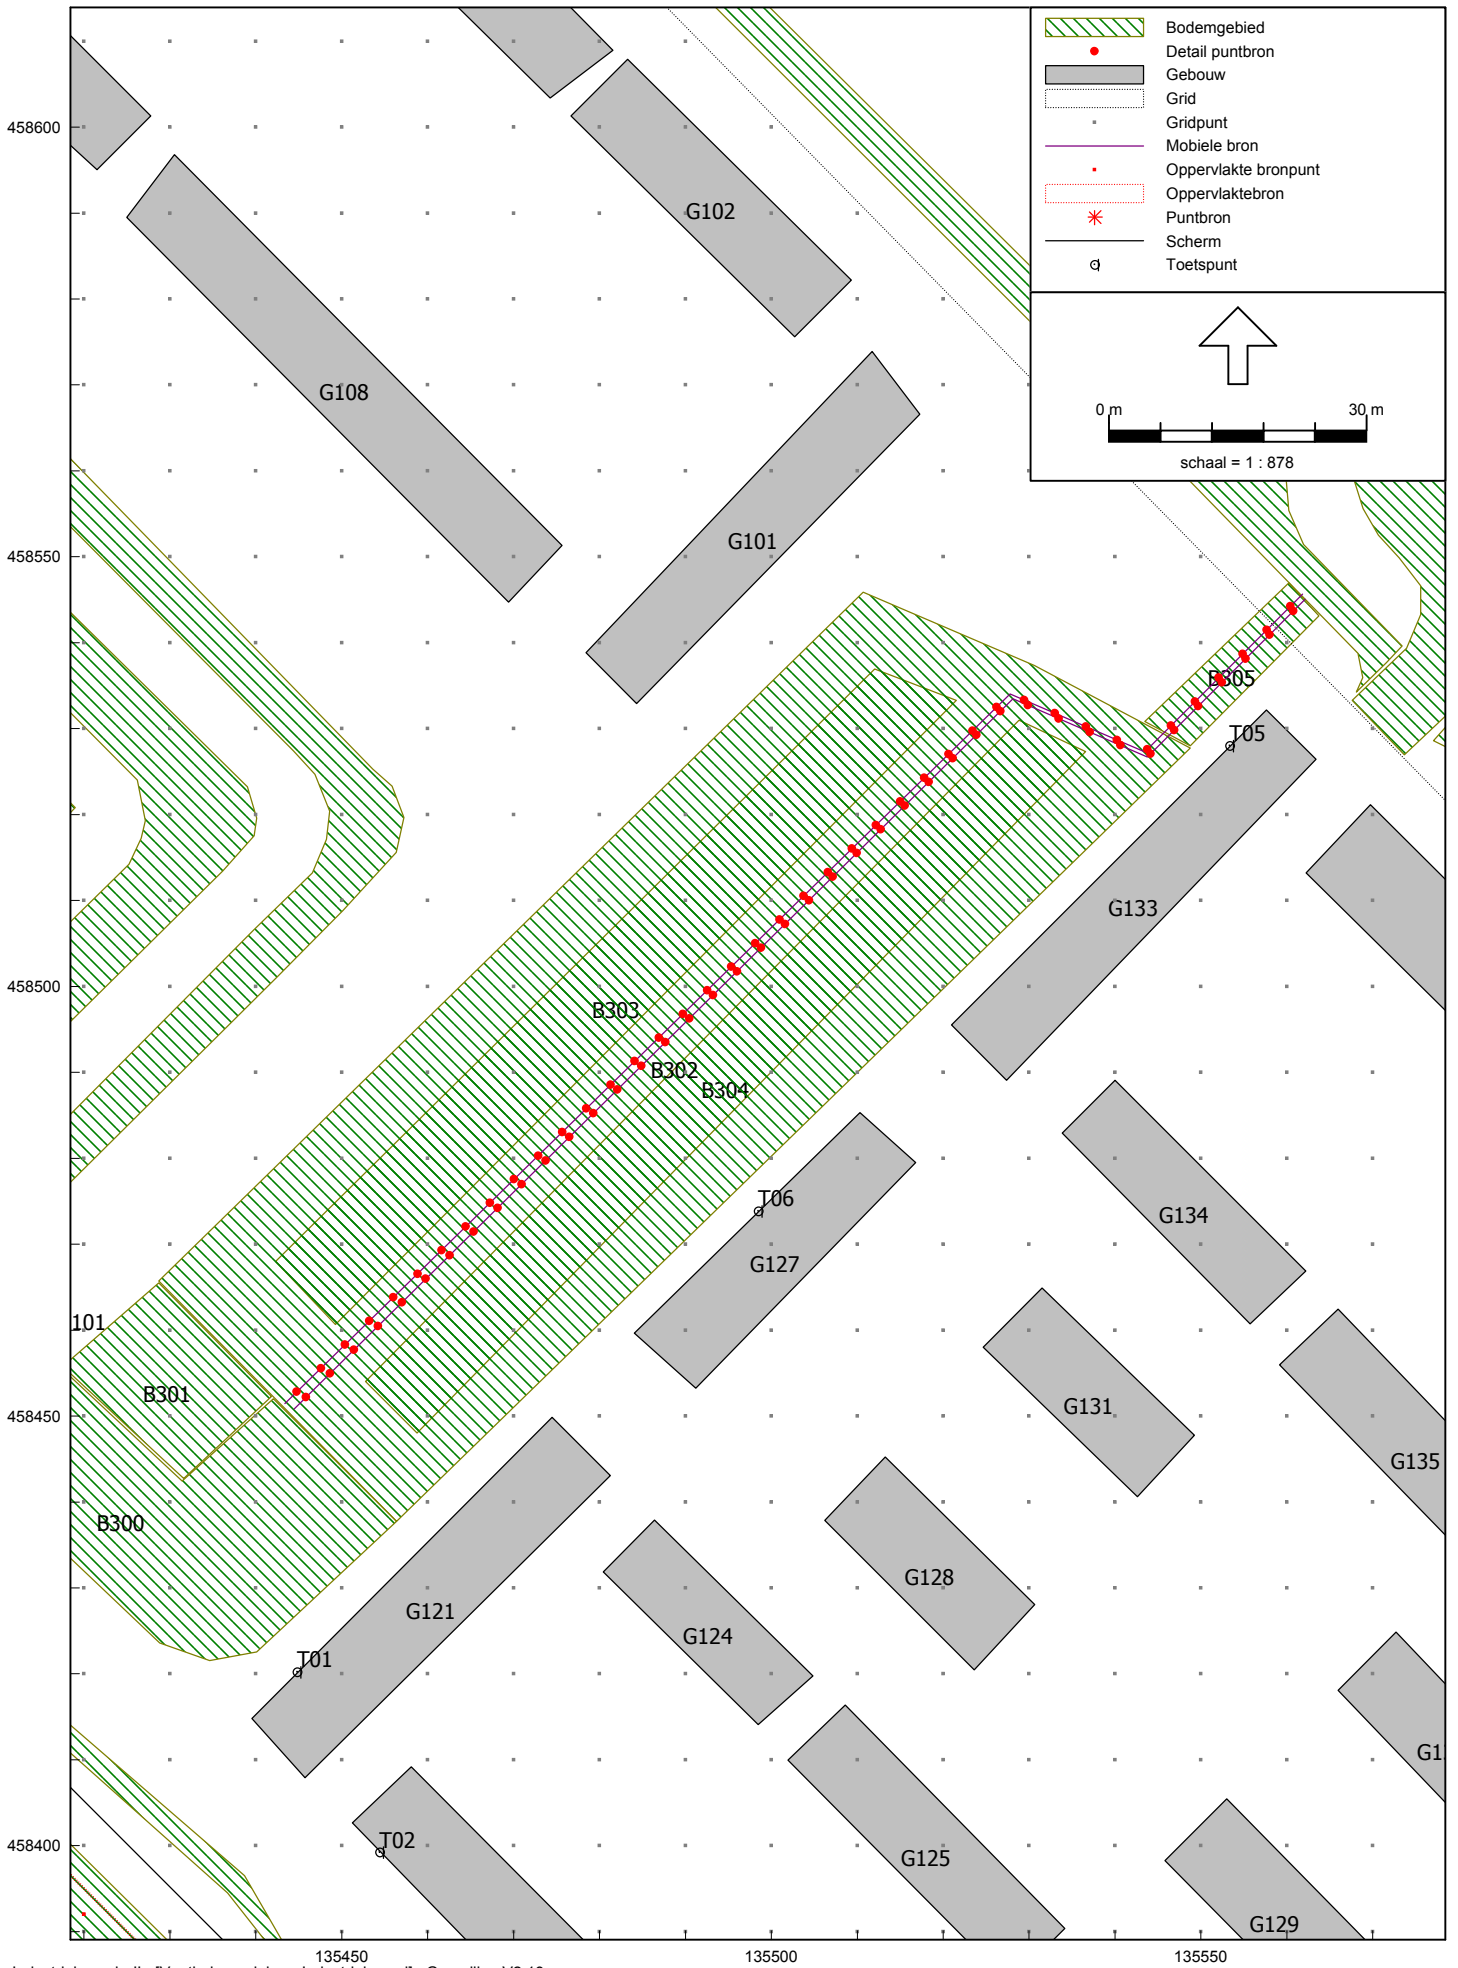 Bodemgebied
Detail puntbron
Gebouw
Grid
Gridpunt
Mobiele bron
Oppervlakte bronpunt
Oppervlaktebron
Puntbron
Scherm
Toetspunt
0 m 30 m
schaal = 1 : 878
458600
G102
G108
458550
G101
B305
T05
G133
458500
B303
B302
B304
T06
G134
G127
101
B301
G131
458450
G135
B300
G128
G121
G124
T01
G1
T02
458400
G125
G129
135450 135500 135550